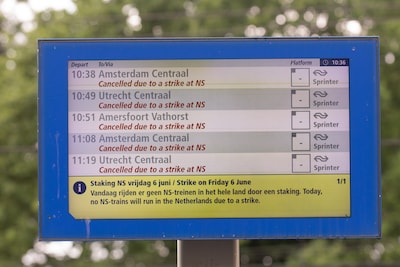 Depart To/Via Platform 10:36
10:38 Amsterdam Centraal -
Cancelled due to a strike at NS Sprinter
10:49 Utrecht Centraal -
Cancelled due to a strike at NS Sprinter
10:51 Amersfoort Vathorst -
Cancelled due to a strike at NS Sprinter
11:08 Amsterdam Centraal -
Cancelled due to a strike at NS Sprinter
11:19 Utrecht Centraal -
Cancelled due to a strike at NS Sprinter
i Staking NS vrijdag 6 juni / Strike on Friday 6 June 1/1
Vandaag rijden er geen NS-treinen in het hele land door een staking. Today,
no NS-trains will run in the Netherlands due to a strike.